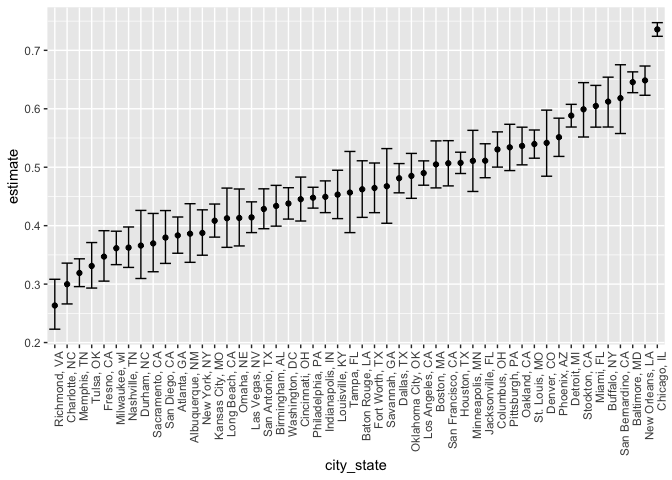 0.7
0.6
0.5
0.4
0.3
0.2
estimate
Richmond, VA
Charlotte, NC
Memphis, TN
Tulsa, OK
Fresno, CA
Milwaukee, wI
Nashville, TN
Durham, NC
Sacramento, CA
San Diego, CA
Atlanta, GA
Albuquerque, NM
New York, NY
Kansas City, MO
Long Beach, CA
Omaha, NE
Las Vegas, NV
San Antonio, TX
Birmingham, AL
Washington, DC
Cincinnati, OH
Philadelphia, PA
Indianapolis, IN
Louisville, KY
Tampa, FL
Baton Rouge, LA
Fort Worth, TX
Savannah, GA
Dallas, TX
Oklahoma City, OK
Los Angeles, CA
Boston, MA
San Francisco, CA
Houston, TX
Minneapolis, MN
Jacksonville, FL
Columbus, OH
Pittsburgh, PA
Oakland, CA
St. Louis, MO
Denver, CO
Phoenix, AZ
Detroit, MI
Stockton, CA
Miami, FL
Buffalo, NY
San Bernardino, CA
Baltimore, MD
New Orleans, LA
Chicago, IL
city_state